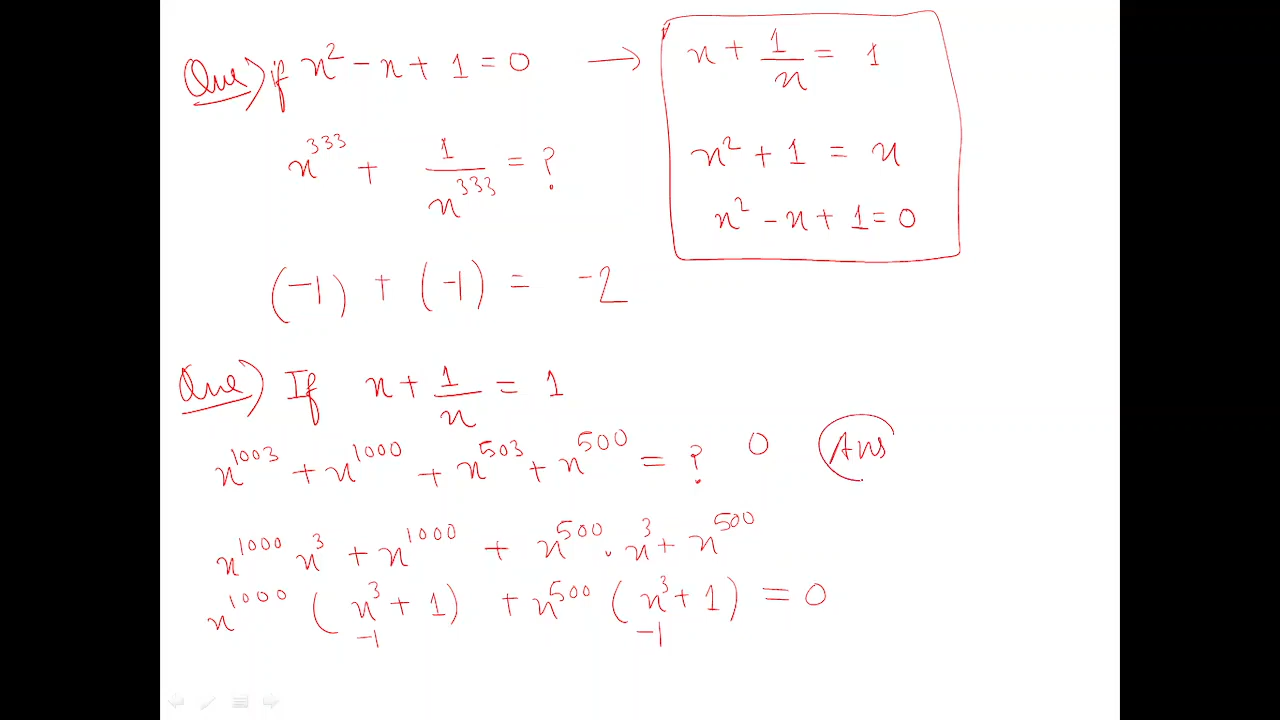 Que) if x² - x + 1 = 0 → x + 1/x = 1
x³³³ + 1/x³³³ = ?
x² + 1 = x
x² - x + 1 = 0
(-1) + (-1) = -2
Que) If x + 1/x = 1
x¹⁰⁰³ + x¹⁰⁰⁰ + x⁵⁰³ + x⁵⁰⁰ = ? 0 Ans
x¹⁰⁰⁰ x³ + x¹⁰⁰⁰ + x⁵⁰⁰ · x³ + x⁵⁰⁰
x¹⁰⁰⁰ (x³ + 1) + x⁵⁰⁰ (x³ + 1) = 0
-1 -1